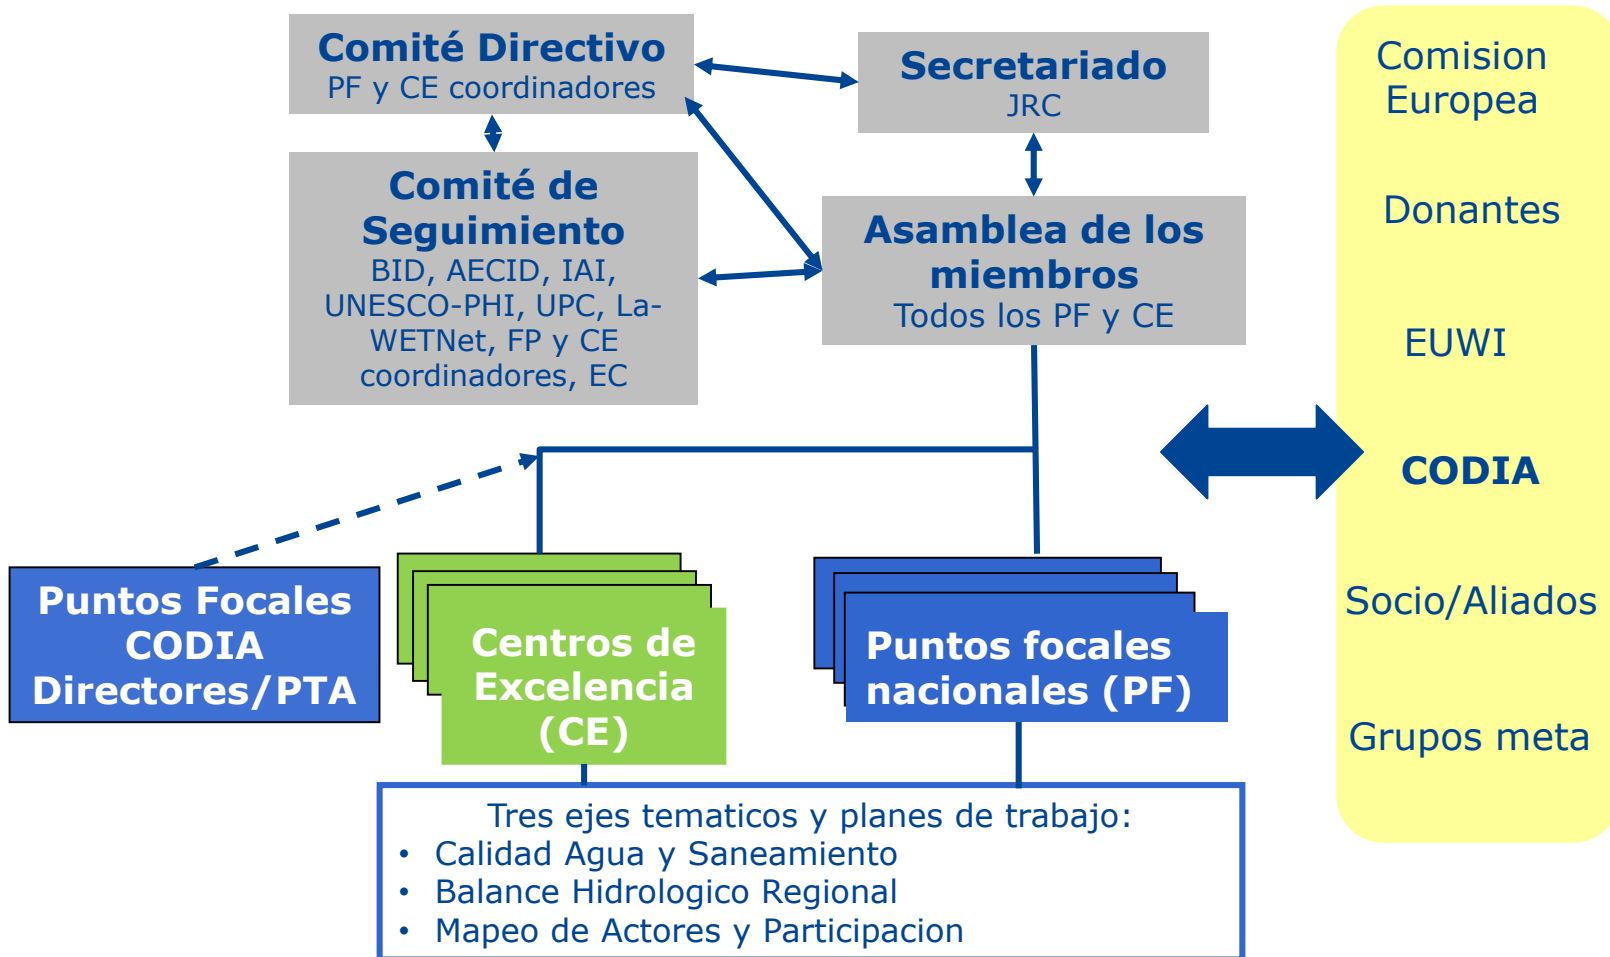 Comité Directivo
PF y CE coordinadores
Secretariado
JRC
Comité de
Seguimiento
BID, AECID, IAI,
UNESCO-PHI, UPC, La-
WETNet, FP y CE
coordinadores, EC
Asamblea de los
miembros
Todos los PF y CE
Puntos Focales
CODIA
Directores/PTA
Centros de
Excelencia
(CE)
Puntos focales
nacionales (PF)
Tres ejes tematicos y planes de trabajo:
• Calidad Agua y Saneamiento
• Balance Hidrologico Regional
• Mapeo de Actores y Participacion
Comision
Europea
Donantes
EUWI
CODIA
Socio/Aliados
Grupos meta